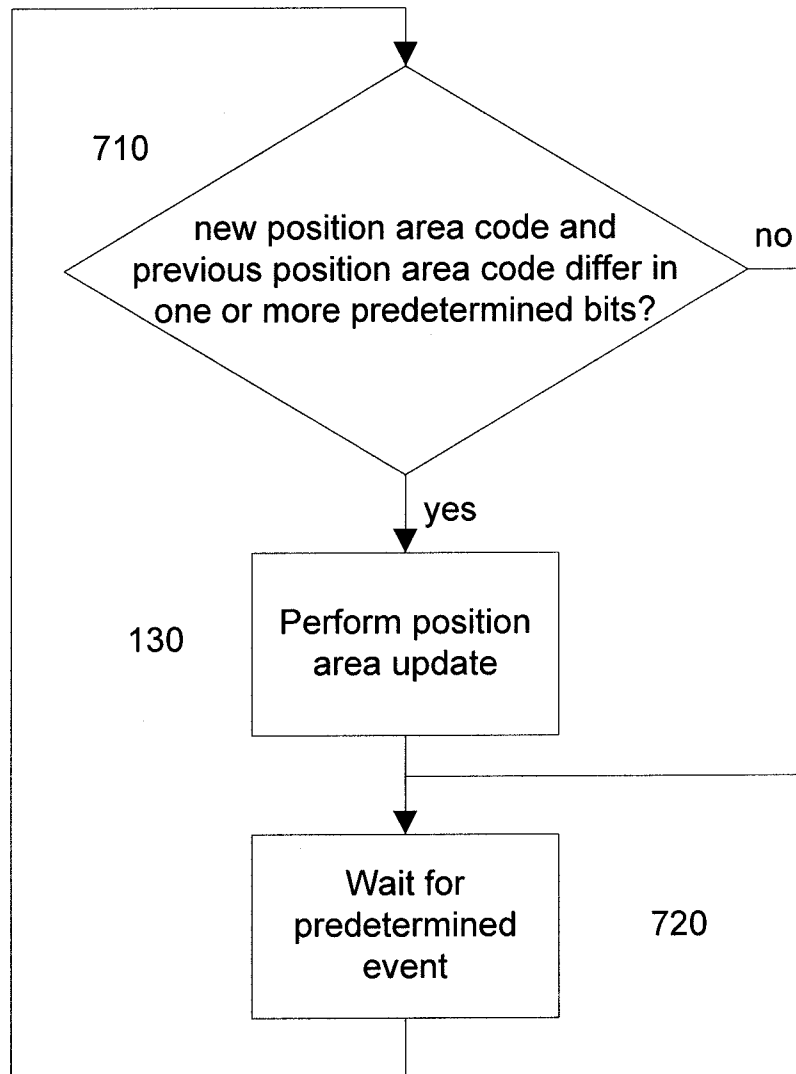 710
new position area code and
no
previous position area code differ in
one or more predetermined bits?
yes
130
Perform position
area update
Wait for
predetermined
event
720